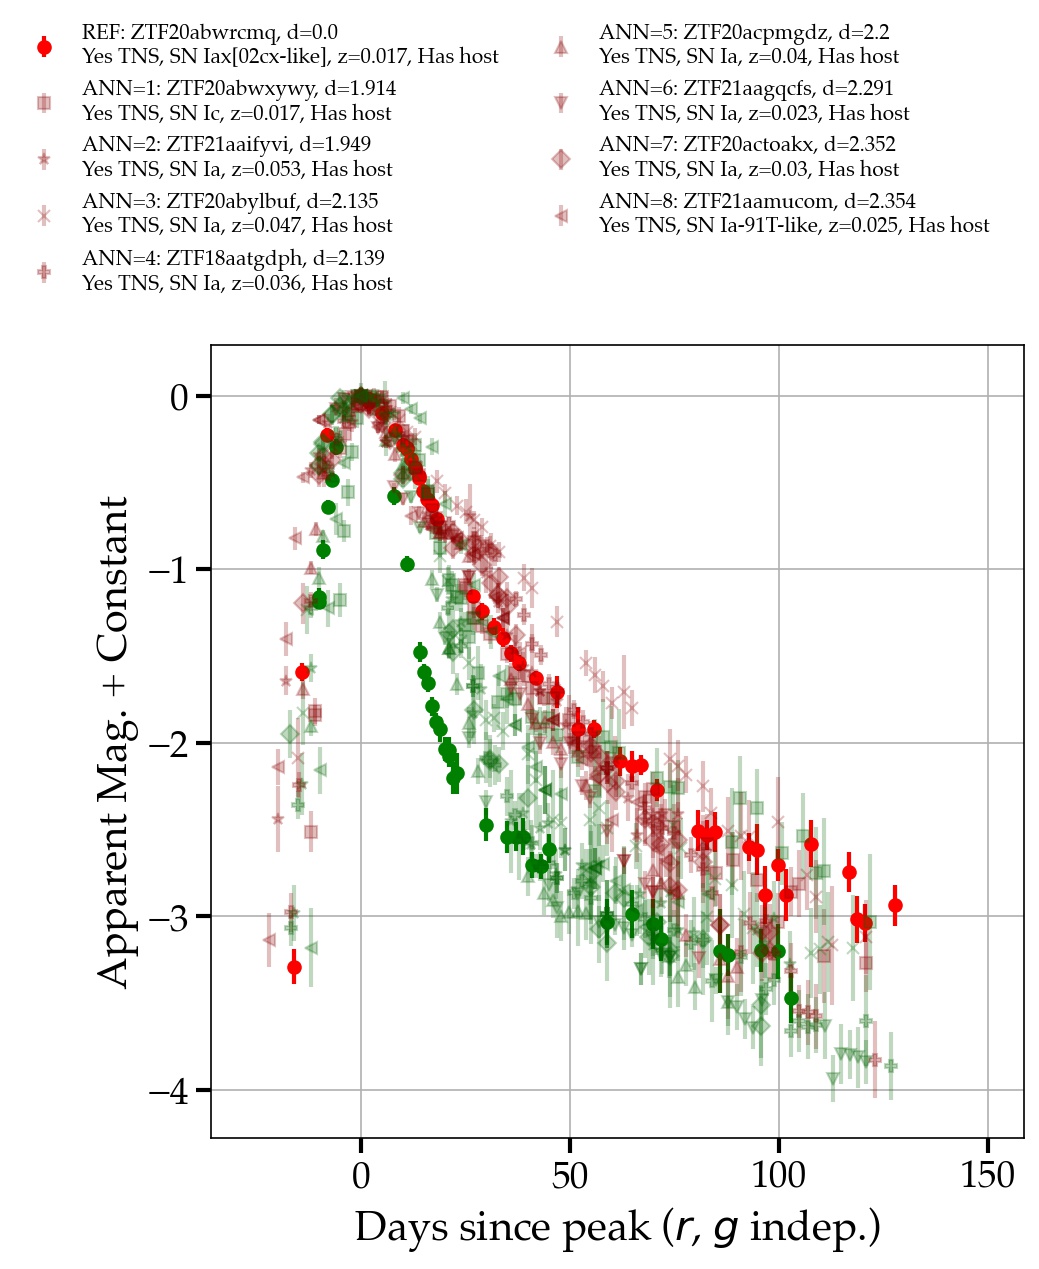 REF: ZTF20abwrcmq, d=0.0
Yes TNS, SN Iax[02cx-like], z=0.017, Has host
ANN=1: ZTF20abwxywy, d=1.914
Yes TNS, SN Ic, z=0.017, Has host
ANN=2: ZTF21aaifyvi, d=1.949
Yes TNS, SN Ia, z=0.053, Has host
ANN=3: ZTF20abylbuf, d=2.135
Yes TNS, SN Ia, z=0.047, Has host
ANN=4: ZTF18aatgdph, d=2.139
Yes TNS, SN Ia, z=0.036, Has host
ANN=5: ZTF20acpmgdz, d=2.2
Yes TNS, SN Ia, z=0.04, Has host
ANN=6: ZTF21aagqcfs, d=2.291
Yes TNS, SN Ia, z=0.023, Has host
ANN=7: ZTF20actoakx, d=2.352
Yes TNS, SN Ia, z=0.03, Has host
ANN=8: ZTF21aamucom, d=2.354
Yes TNS, SN Ia-91T-like, z=0.025, Has host
Apparent Mag. + Constant
0
−1
−2
−3
−4
0 50 100 150
Days since peak (r, g indep.)